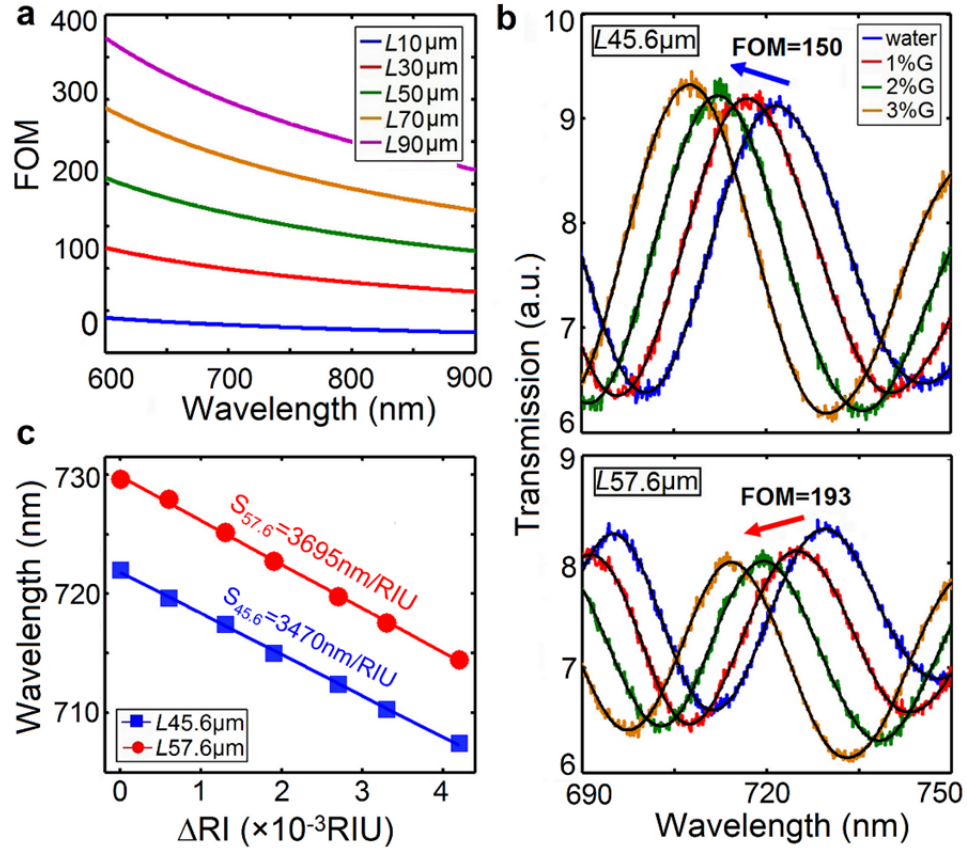 a
400
300
200
100
0
FOM
L10μm
L30μm
L50μm
L70μm
L90μm
600 700 800 900
Wavelength (nm)
b
10
9
8
7
6
L45.6μm
FOM=150
water
1%G
2%G
3%G
Transmission (a.u.)
9
8
7
6
L57.6μm
FOM=193
690 720 750
Wavelength (nm)
c
730
720
710
Wavelength (nm)
S57.6=3695nm/RIU
S45.6=3470nm/RIU
L45.6μm
L57.6μm
0 1 2 3 4
ΔRI (×10⁻³RIU)